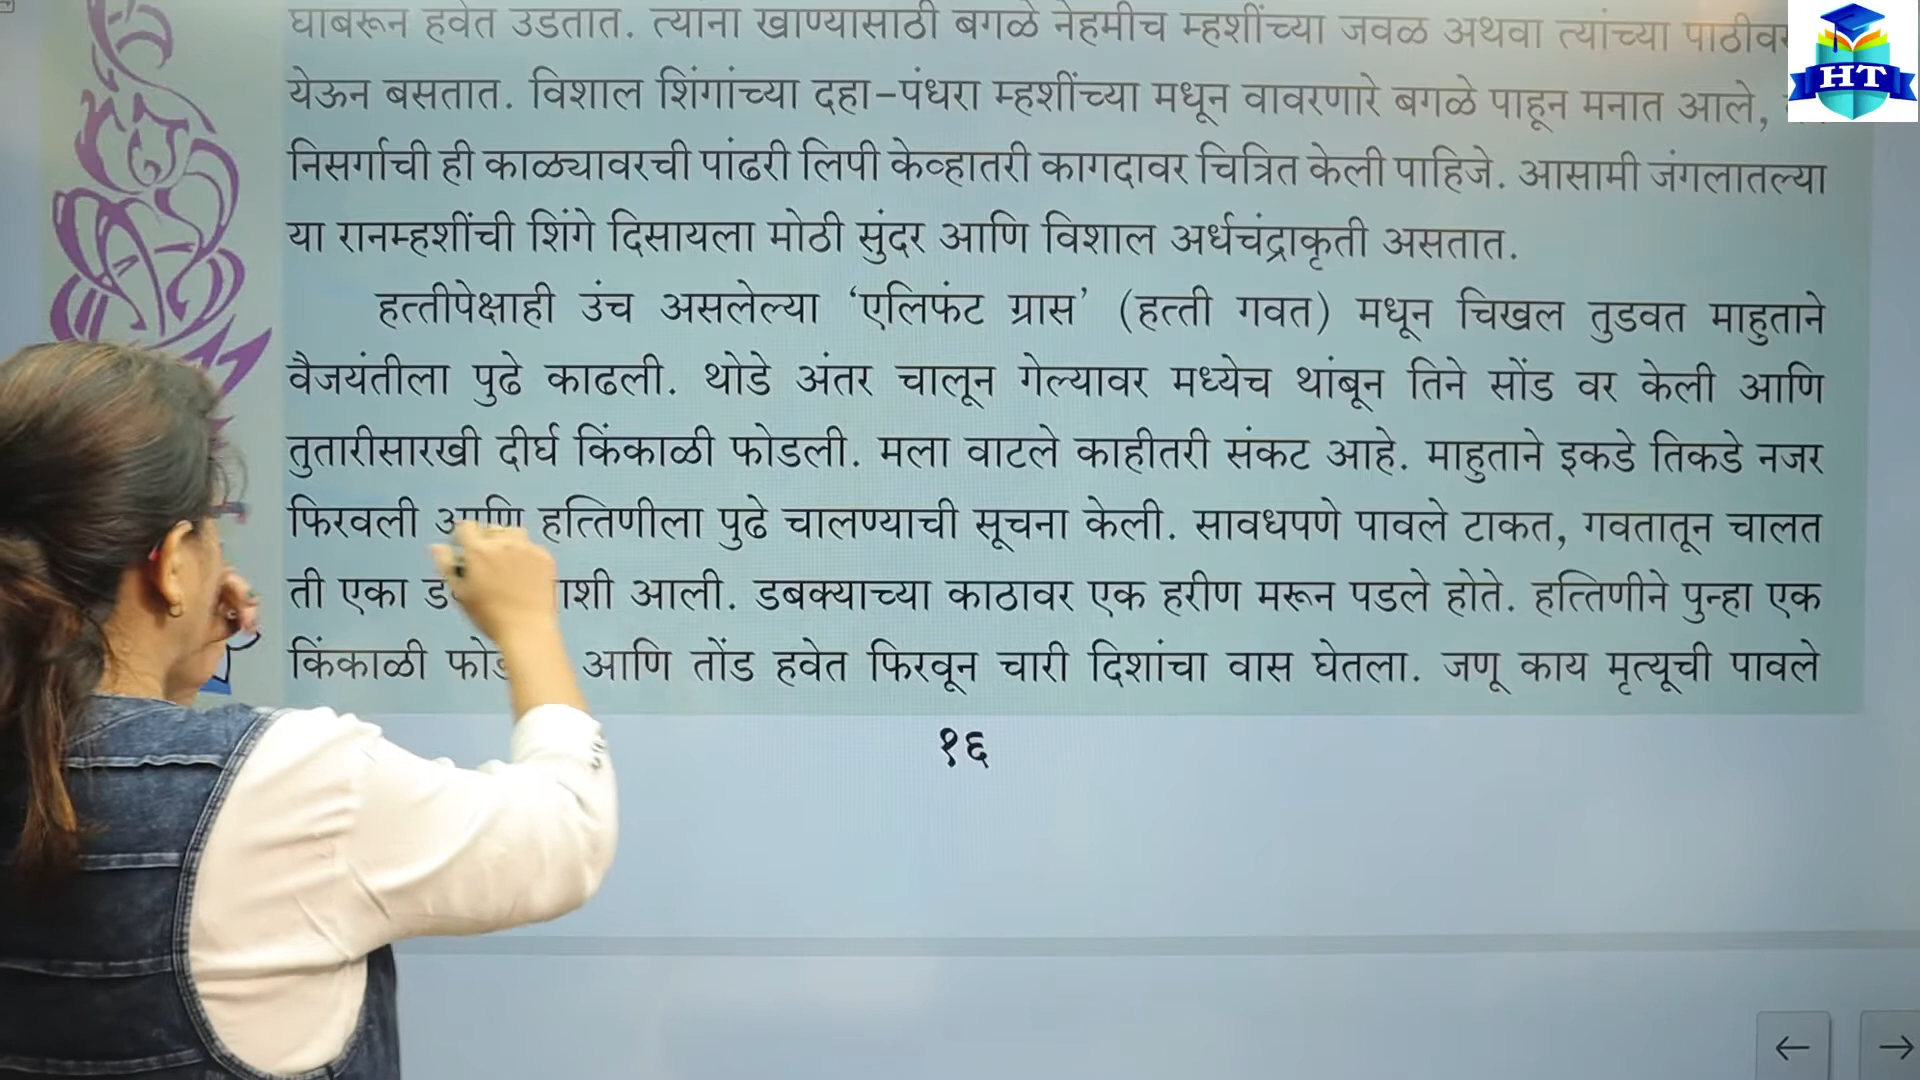 घाबरून हवेत उडतात. त्यांना खाण्यासाठी बगळे नेहमीच म्हशींच्या जवळ अथवा त्यांच्या
येऊन बसतात. विशाल शिंगांच्या दहा-पंधरा म्हशींच्या मधून वावरणारे बगळे पाहून मनात आले,
निसर्गाची ही काळ्यावरची पांढरी लिपी केव्हातरी कागदावर चित्रित केली पाहिजे. आसामी जंगलातल्या
या रानम्हशींची शिंगे दिसायला मोठी सुंदर आणि विशाल अर्धचंद्राकृती असतात.
हत्तीपेक्षाही उंच असलेल्या ‘एलिफंट ग्रास’ (हत्ती गवत) मधून चिखल तुडवत माहुताने
वैजयंतीला पुढे काढली. थोडे अंतर चालून गेल्यावर मध्येच थांबून तिने सोंड वर केली आणि
तुतारीसारखी दीर्घ किंकाळी फोडली. मला वाटले काहीतरी संकट आहे. माहुताने इकडे तिकडे नजर
फिरवली आणि हत्तिणीला पुढे चालण्याची सूचना केली. सावधपणे पावले टाकत, गवतातून चालत
ती एका आली. डबक्याच्या काठावर एक हरीण मरून पडले होते. हत्तिणीने पुन्हा एक
किंकाळी आणि तोंड हवेत फिरवून चारी दिशांचा वास घेतला. जणू काय मृत्यूची पावले
१६
HT